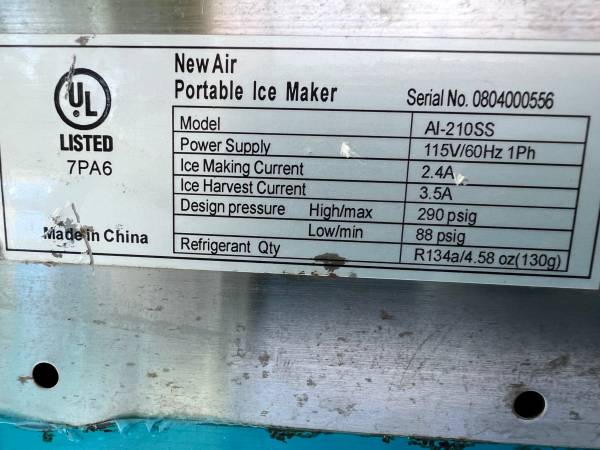 UL
LISTED
7PA6
Made in China
NewAir
Portable Ice Maker
Serial No. 0804000556
Model AI-210SS
Power Supply 115V/60Hz 1Ph
Ice Making Current 2.4A
Ice Harvest Current 3.5A
Design pressure High/max 290 psig
Low/min 88 psig
Refrigerant Qty R134a/4.58 oz(130g)